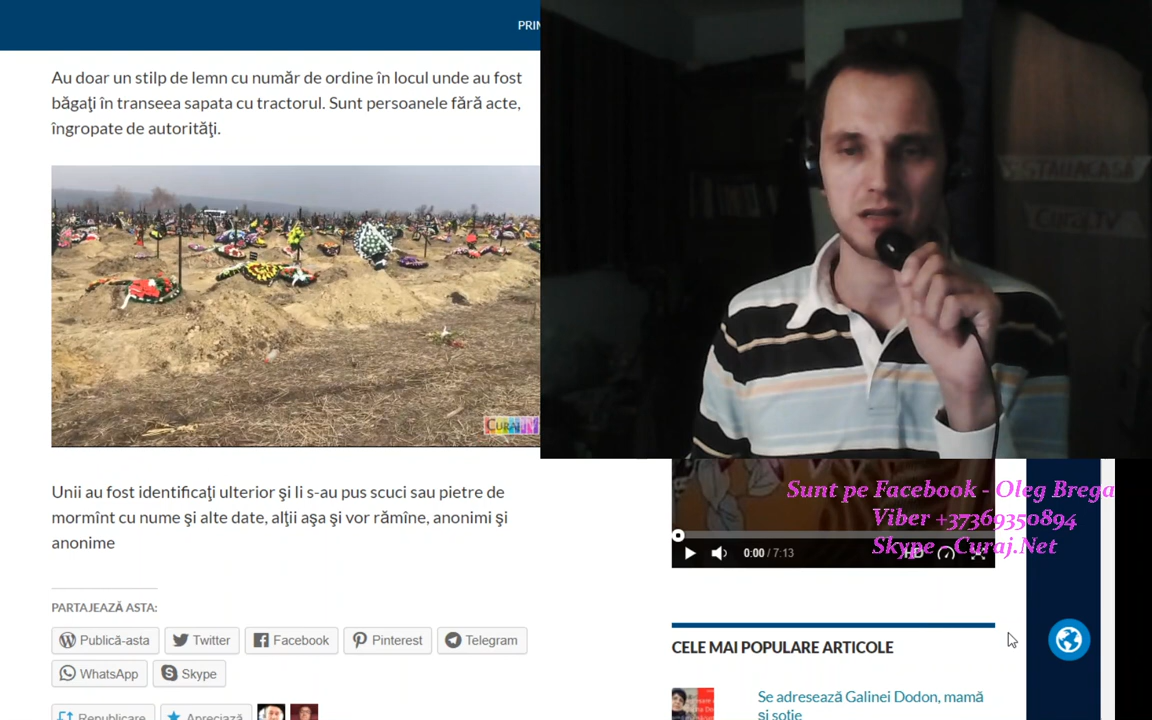 PRIN
Au doar un stilp de lemn cu număr de ordine în locul unde au fost
băgaţi în transeea sapata cu tractorul. Sunt persoanele fără acte,
îngropate de autorităţi.
STAUACASA
Curaj.TV
Unii au fost identificaţi ulterior şi li s-au pus scuci sau pietre de
mormînt cu nume şi alte date, alţii aşa şi vor rămîne, anonimi şi
anonime
Sunt pe Facebook - Oleg Brega
Viber +37369350894
Skype - Curaj.Net
0:00 / 7:13
HD
PARTAJEAZĂ ASTA:
Publică-asta Twitter Facebook Pinterest Telegram
WhatsApp Skype
Republicare Apreciază
CELE MAI POPULARE ARTICOLE
Se adresează Galinei Dodon, mamă
şi soţie